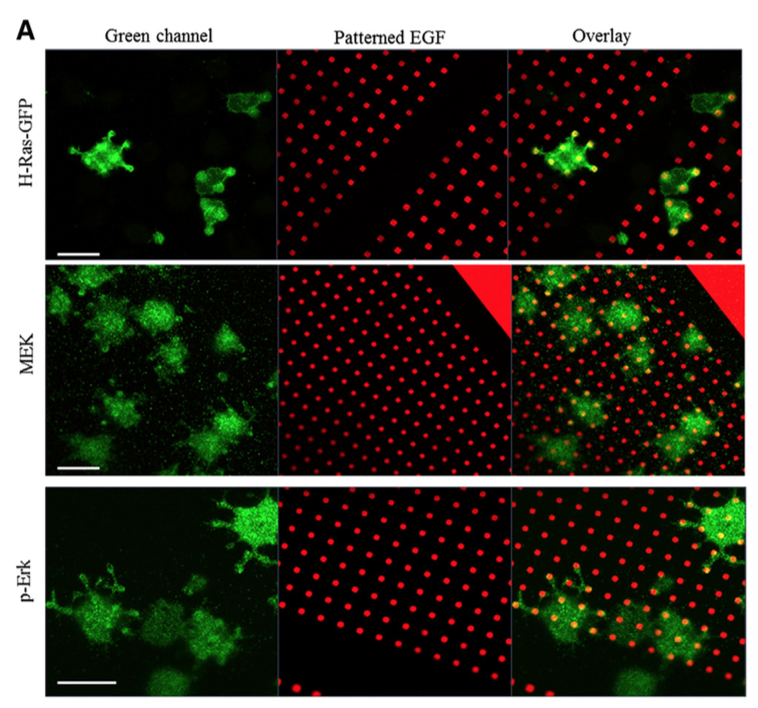 A
Green channel Patterned EGF Overlay
H-Ras-GFP
MEK
p-Erk